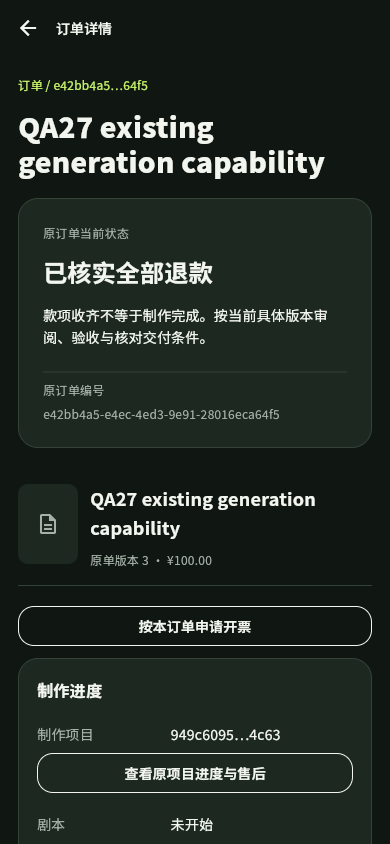 订单详情
订单 / e42bb4a5…64f5
QA27 existing
generation capability
原订单当前状态
已核实全部退款
款项收齐不等于制作完成。按当前具体版本审
阅、验收与核对交付条件。
原订单编号
e42bb4a5-e4ec-4ed3-9e91-28016eca64f5
QA27 existing generation
capability
原单版本 3 · ¥100.00
按本订单申请开票
制作进度
制作项目 949c6095…4c63
查看原项目进度与售后
剧本 未开始